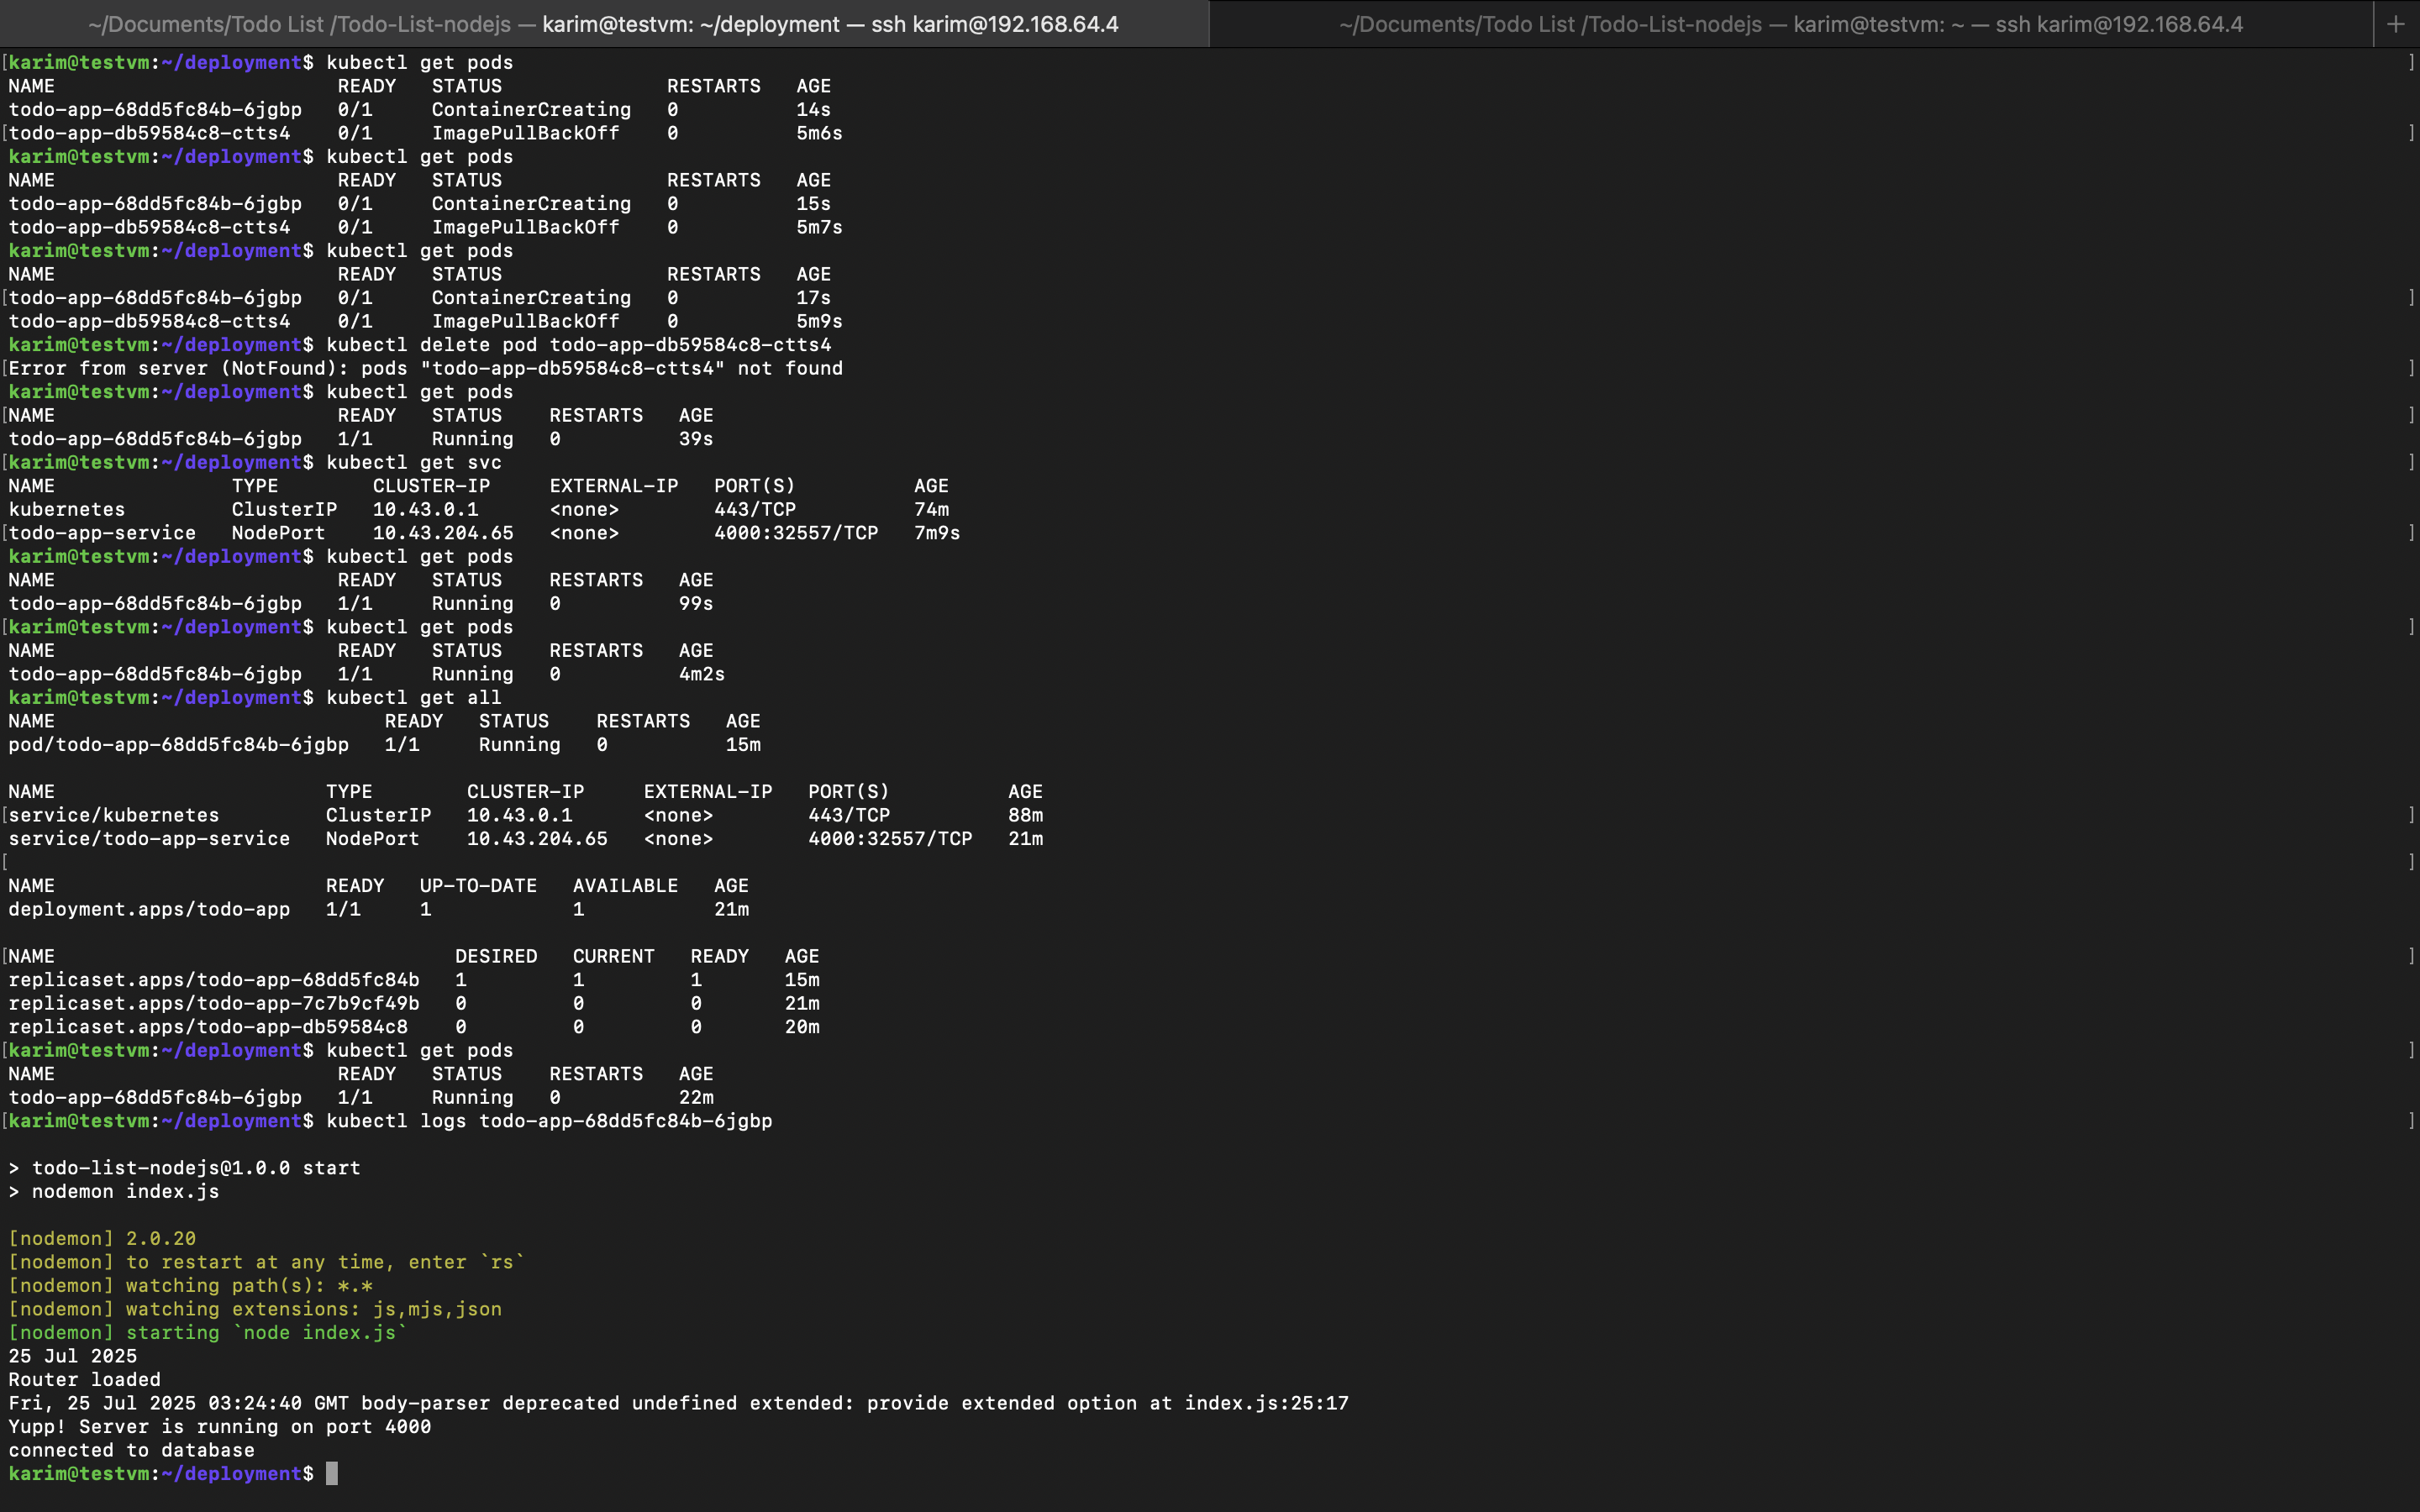 ~/Documents/Todo List /Todo-List-nodejs — karim@testvm: ~/deployment — ssh karim@192.168.64.4
~/Documents/Todo List /Todo-List-nodejs — karim@testvm: ~ — ssh karim@192.168.64.4 +
[karim@testvm:~/deployment$ kubectl get pods ]
NAME READY STATUS RESTARTS AGE
todo-app-68dd5fc84b-6jgbp 0/1 ContainerCreating 0 14s
[todo-app-db59584c8-ctts4 0/1 ImagePullBackOff 0 5m6s ]
karim@testvm:~/deployment$ kubectl get pods
NAME READY STATUS RESTARTS AGE
todo-app-68dd5fc84b-6jgbp 0/1 ContainerCreating 0 15s
todo-app-db59584c8-ctts4 0/1 ImagePullBackOff 0 5m7s
karim@testvm:~/deployment$ kubectl get pods
NAME READY STATUS RESTARTS AGE
[todo-app-68dd5fc84b-6jgbp 0/1 ContainerCreating 0 17s ]
todo-app-db59584c8-ctts4 0/1 ImagePullBackOff 0 5m9s
karim@testvm:~/deployment$ kubectl delete pod todo-app-db59584c8-ctts4
[Error from server (NotFound): pods "todo-app-db59584c8-ctts4" not found ]
karim@testvm:~/deployment$ kubectl get pods
[NAME READY STATUS RESTARTS AGE ]
todo-app-68dd5fc84b-6jgbp 1/1 Running 0 39s
[karim@testvm:~/deployment$ kubectl get svc ]
NAME TYPE CLUSTER-IP EXTERNAL-IP PORT(S) AGE
kubernetes ClusterIP 10.43.0.1 <none> 443/TCP 74m
[todo-app-service NodePort 10.43.204.65 <none> 4000:32557/TCP 7m9s ]
karim@testvm:~/deployment$ kubectl get pods
NAME READY STATUS RESTARTS AGE
todo-app-68dd5fc84b-6jgbp 1/1 Running 0 99s
[karim@testvm:~/deployment$ kubectl get pods ]
NAME READY STATUS RESTARTS AGE
todo-app-68dd5fc84b-6jgbp 1/1 Running 0 4m2s
karim@testvm:~/deployment$ kubectl get all
NAME READY STATUS RESTARTS AGE
pod/todo-app-68dd5fc84b-6jgbp 1/1 Running 0 15m
NAME TYPE CLUSTER-IP EXTERNAL-IP PORT(S) AGE
[service/kubernetes ClusterIP 10.43.0.1 <none> 443/TCP 88m ]
service/todo-app-service NodePort 10.43.204.65 <none> 4000:32557/TCP 21m
[ ]
NAME READY UP-TO-DATE AVAILABLE AGE
deployment.apps/todo-app 1/1 1 1 21m
[NAME DESIRED CURRENT READY AGE ]
replicaset.apps/todo-app-68dd5fc84b 1 1 1 15m
replicaset.apps/todo-app-7c7b9cf49b 0 0 0 21m
replicaset.apps/todo-app-db59584c8 0 0 0 20m
[karim@testvm:~/deployment$ kubectl get pods ]
NAME READY STATUS RESTARTS AGE
todo-app-68dd5fc84b-6jgbp 1/1 Running 0 22m
[karim@testvm:~/deployment$ kubectl logs todo-app-68dd5fc84b-6jgbp ]
> todo-list-nodejs@1.0.0 start
> nodemon index.js
[nodemon] 2.0.20
[nodemon] to restart at any time, enter `rs`
[nodemon] watching path(s): *.*
[nodemon] watching extensions: js,mjs,json
[nodemon] starting `node index.js`
25 Jul 2025
Router loaded
Fri, 25 Jul 2025 03:24:40 GMT body-parser deprecated undefined extended: provide extended option at index.js:25:17
Yupp! Server is running on port 4000
connected to database
karim@testvm:~/deployment$